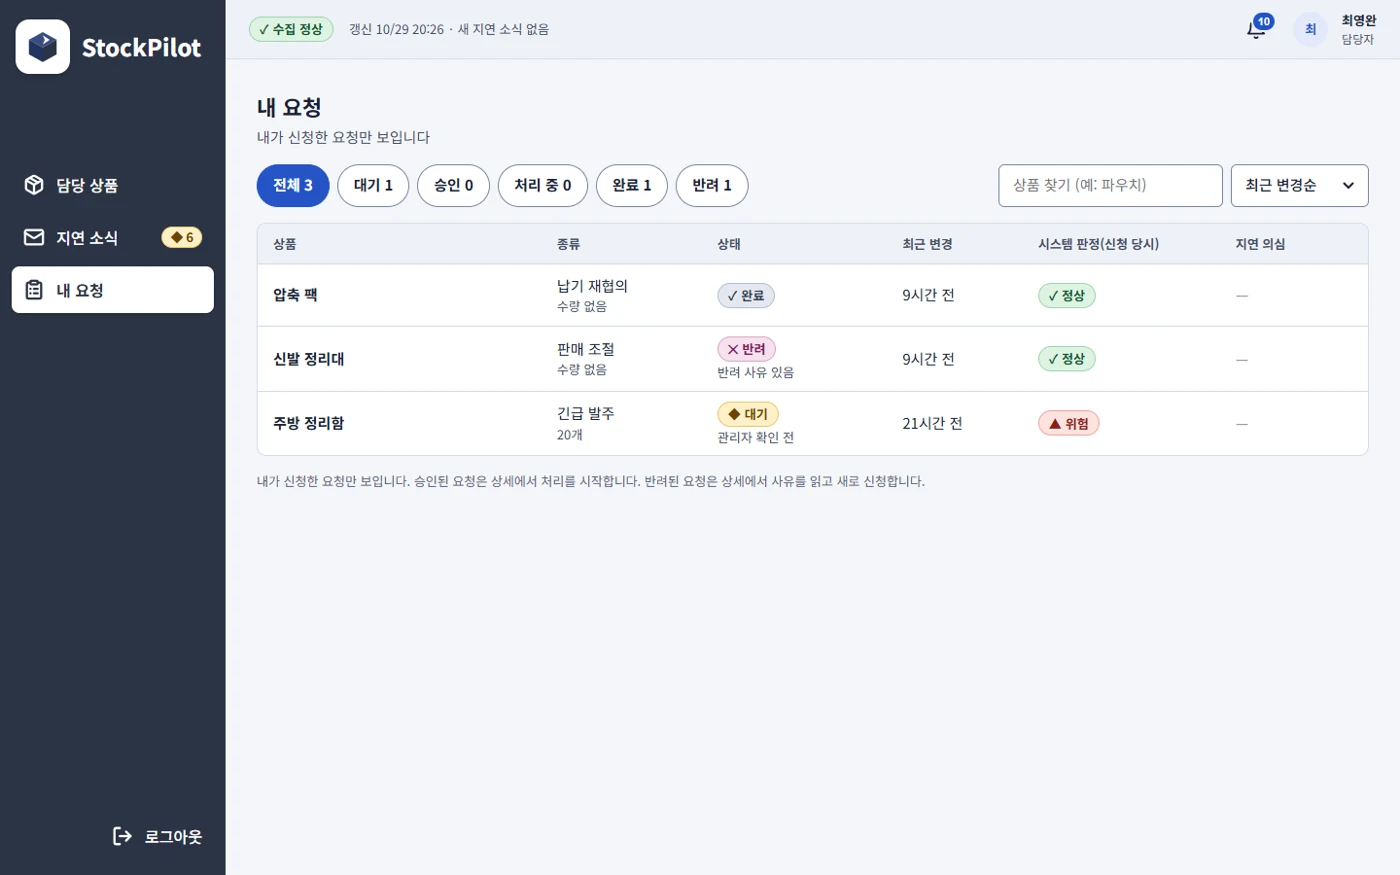 StockPilot
담당 상품
지연 소식
6
내 요청
로그아웃
수집 정상
갱신 10/29 20:26 · 새 지연 소식 없음
10
최
최영완
담당자
내 요청
내가 신청한 요청만 보입니다
전체 3
대기 1
승인 0
처리 중 0
완료 1
반려 1
상품 찾기 (예: 파우치)
최근 변경순
상품 종류 상태 최근 변경 시스템 판정(신청 당시) 지연 의심
압축 팩 납기 재협의 완료 9시간 전 정상 —
수량 없음
신발 정리대 판매 조절 반려 9시간 전 정상 —
수량 없음 반려 사유 있음
주방 정리함 긴급 발주 대기 21시간 전 위험 —
20개 관리자 확인 전
내가 신청한 요청만 보입니다. 승인된 요청은 상세에서 처리를 시작합니다. 반려된 요청은 상세에서 사유를 읽고 새로 신청합니다.